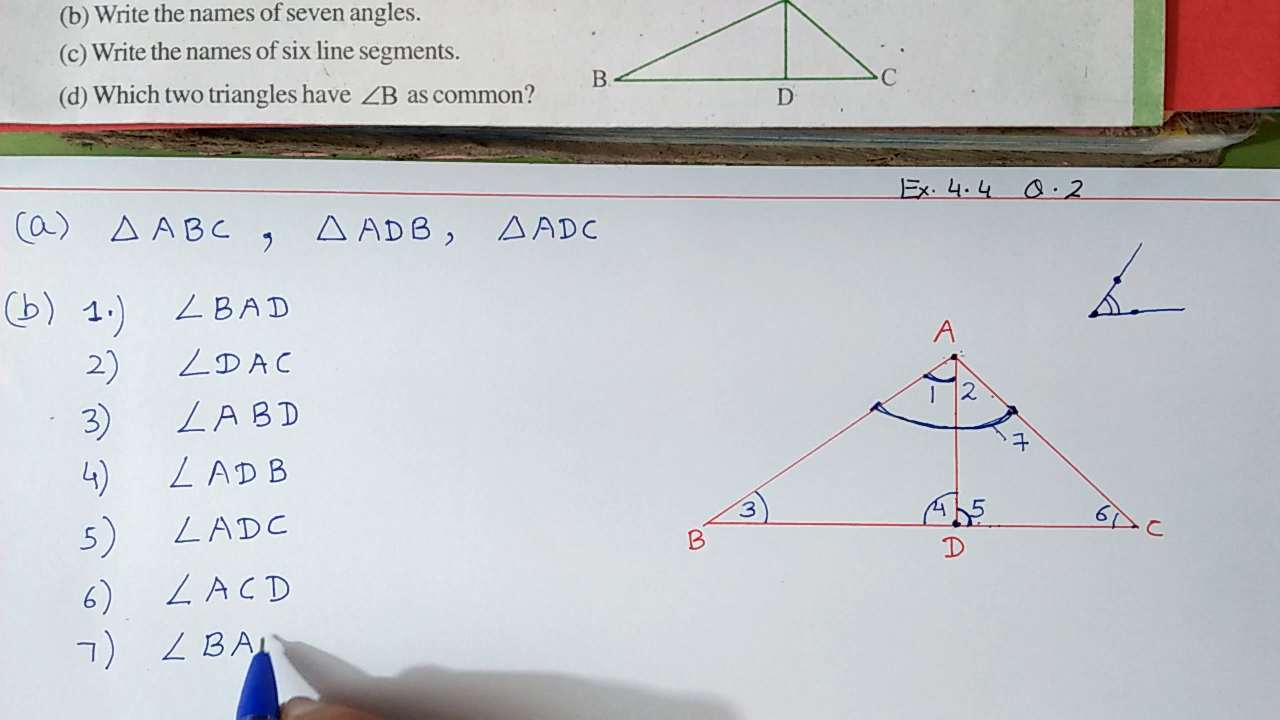 (b) Write the names of seven angles.
(c) Write the names of six line segments.
(d) Which two triangles have ∠B as common?
B
C
D
Ex. 4.4 Q.2
(a) △ABC, △ADB, △ADC
(b) 1.) ∠BAD
2) ∠DAC
3) ∠ABD
4) ∠ADB
5) ∠ADC
6) ∠ACD
7) ∠BA
A
1 2
7
3 4 5 6
B D C